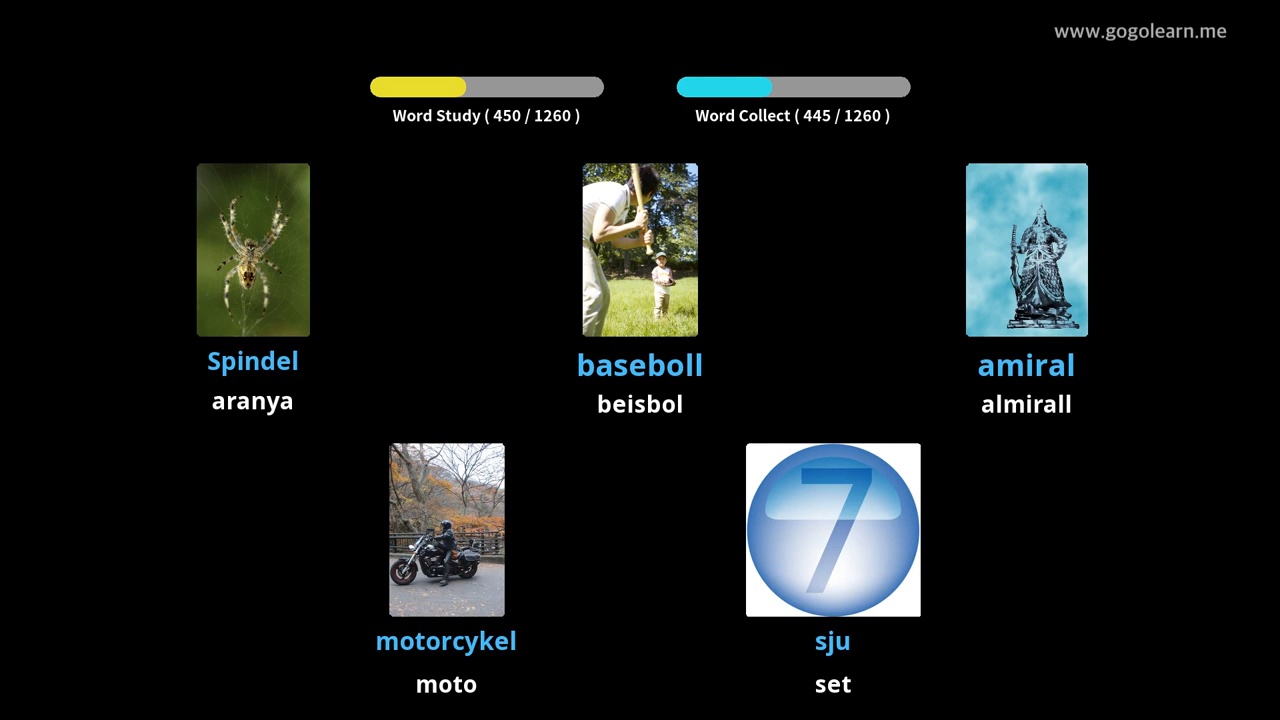 www.gogolearn.me
Word Study ( 450 / 1260 )
Word Collect ( 445 / 1260 )
Spindel
aranya
baseboll
beisbol
amiral
almirall
7
motorcykel
moto
sju
set